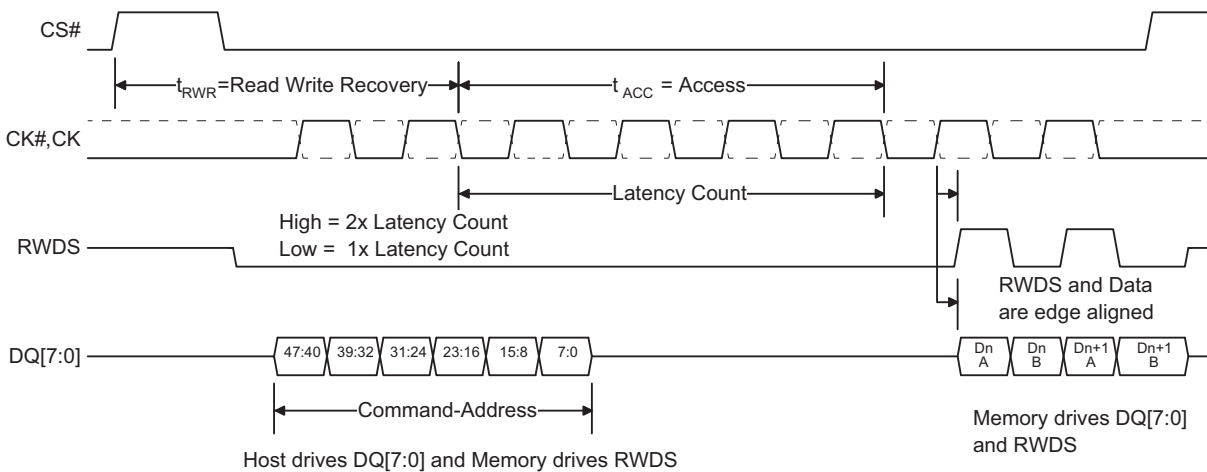 CS#
tRWR=Read Write Recovery
t ACC = Access
CK#,CK
Latency Count
High = 2x Latency Count
Low = 1x Latency Count
RWDS
RWDS and Data
are edge aligned
DQ[7:0]
47:40 39:32 31:24 23:16 15:8 7:0
Dn A Dn B Dn+1 A Dn+1 B
Command-Address
Memory drives DQ[7:0]
and RWDS
Host drives DQ[7:0] and Memory drives RWDS